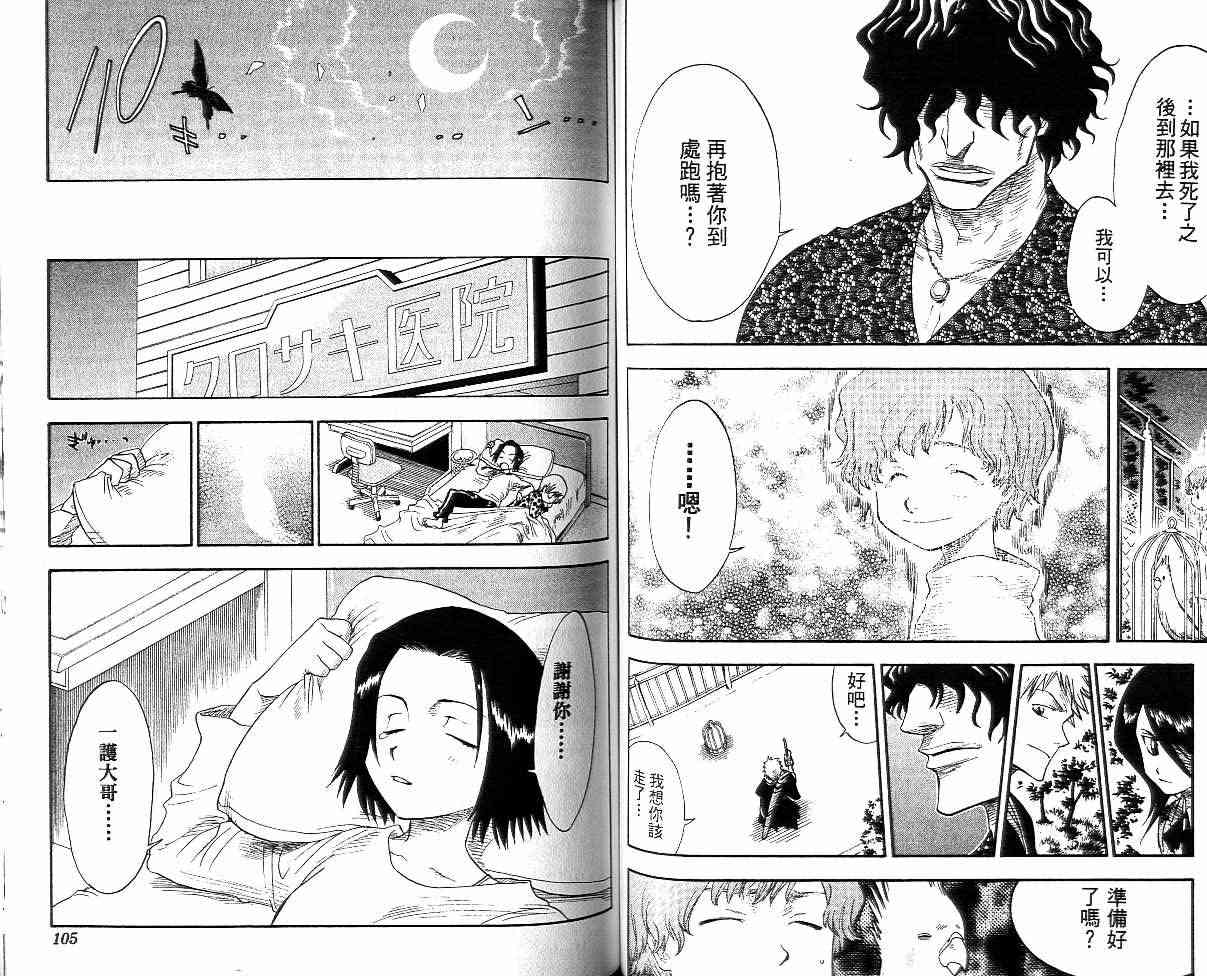 …如果我死了之
後到那裡去…
我可以…
再抱著你到
處跑嗎…?
……嗯!
好吧…
我想你該
走了…
準備好
了嗎?
クロサキ医院
謝謝你……
一護大哥……
105